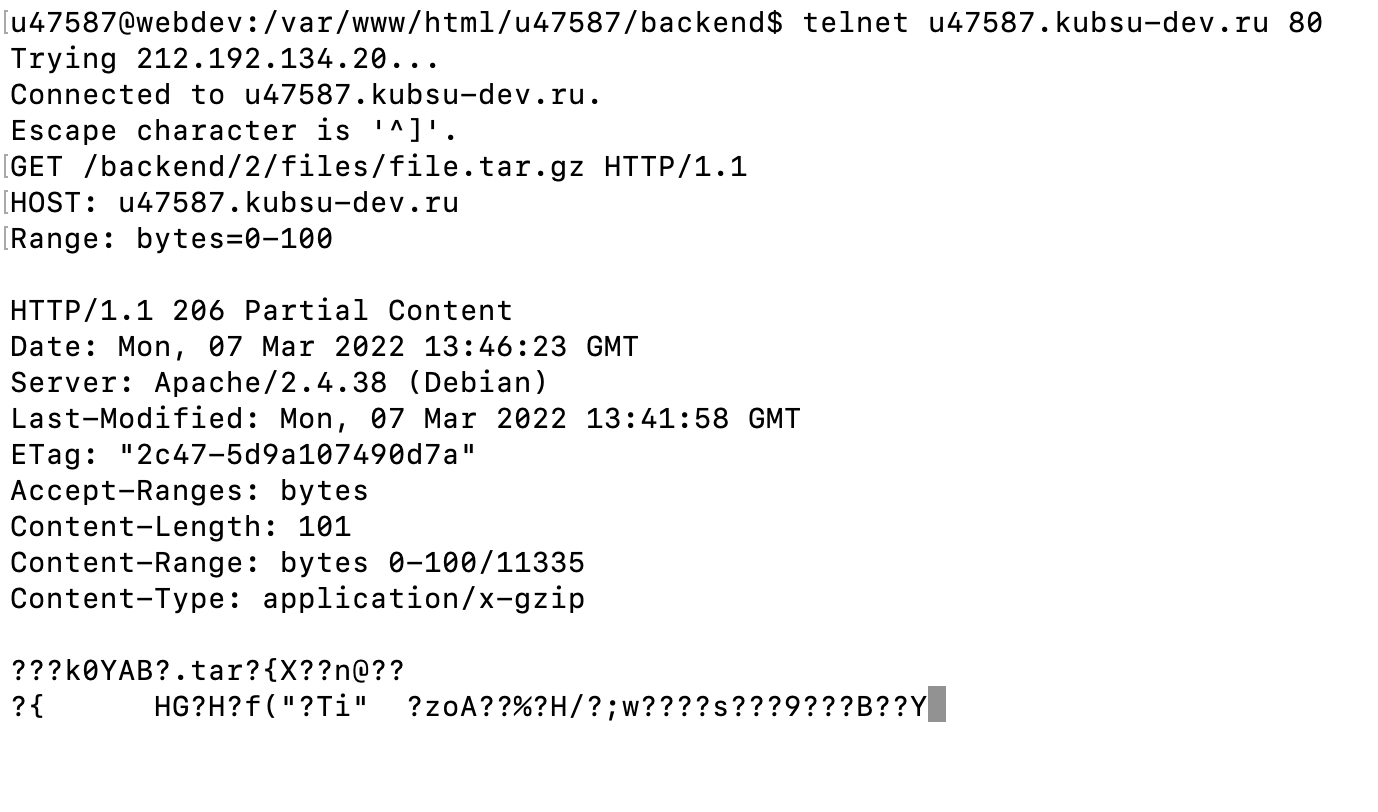 u47587@webdev:/var/www/html/u47587/backend$ telnet u47587.kubsu-dev.ru 80
Trying 212.192.134.20...
Connected to u47587.kubsu-dev.ru.
Escape character is '^]'.
GET /backend/2/files/file.tar.gz HTTP/1.1
HOST: u47587.kubsu-dev.ru
Range: bytes=0-100

HTTP/1.1 206 Partial Content
Date: Mon, 07 Mar 2022 13:46:23 GMT
Server: Apache/2.4.38 (Debian)
Last-Modified: Mon, 07 Mar 2022 13:41:58 GMT
ETag: "2c47-5d9a107490d7a"
Accept-Ranges: bytes
Content-Length: 101
Content-Range: bytes 0-100/11335
Content-Type: application/x-gzip

???k0YAB?.tar?{X??n@??
?{      HG?H?f("?Ti"  ?zoA??%?H/?;w????s???9???B??Y